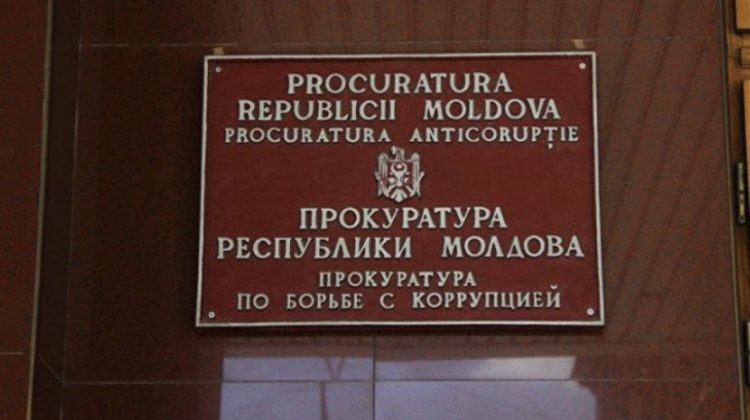 PROCURATURA
REPUBLICII MOLDOVA
PROCURATURA ANTICORUPȚIE
ПРОКУРАТУРА
РЕСПУБЛИКИ МОЛДОВА
ПРОКУРАТУРА
ПО БОРЬБЕ С КОРРУПЦИЕЙ